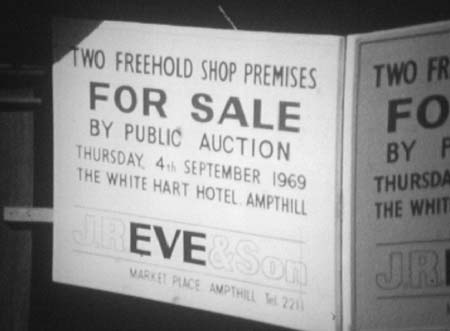 TWO FREEHOLD SHOP PREMISES
FOR SALE
BY PUBLIC AUCTION
THURSDAY, 4th SEPTEMBER 1969
THE WHITE HART HOTEL, AMPTHILL
J.R.EVE & Son
MARKET PLACE, AMPTHILL Tel. 2211
TWO FR
FO
BY P
THURSDA
THE WHIT
J.R.E